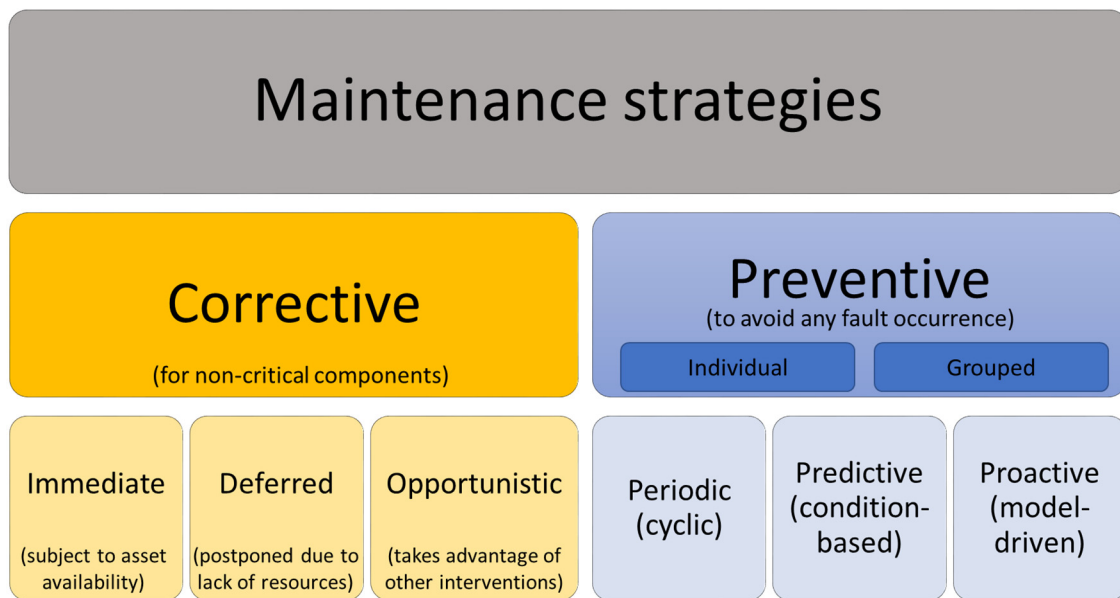 Maintenance strategies
Corrective
(for non-critical components)
Preventive
(to avoid any fault occurrence)
Individual
Grouped
Immediate
(subject to asset
availability)
Deferred
(postponed due to
lack of resources)
Opportunistic
(takes advantage of
other interventions)
Periodic
(cyclic)
Predictive
(condition-
based)
Proactive
(model-
driven)